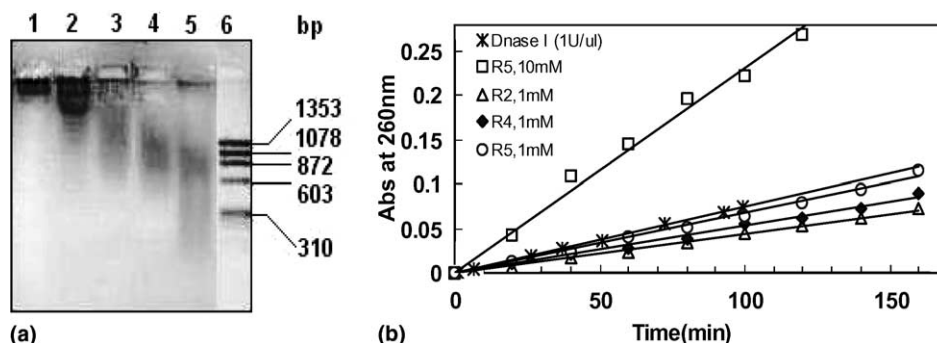 1 2 3 4 5 6 bp
1353
1078
872
603
310
(a)
Abs at 260nm
0.25
0.2
0.15
0.1
0.05
0
Dnase I (1U/ul)
R5,10mM
R2,1mM
R4,1mM
R5,1mM
0 50 100 150
Time(min)
(b)